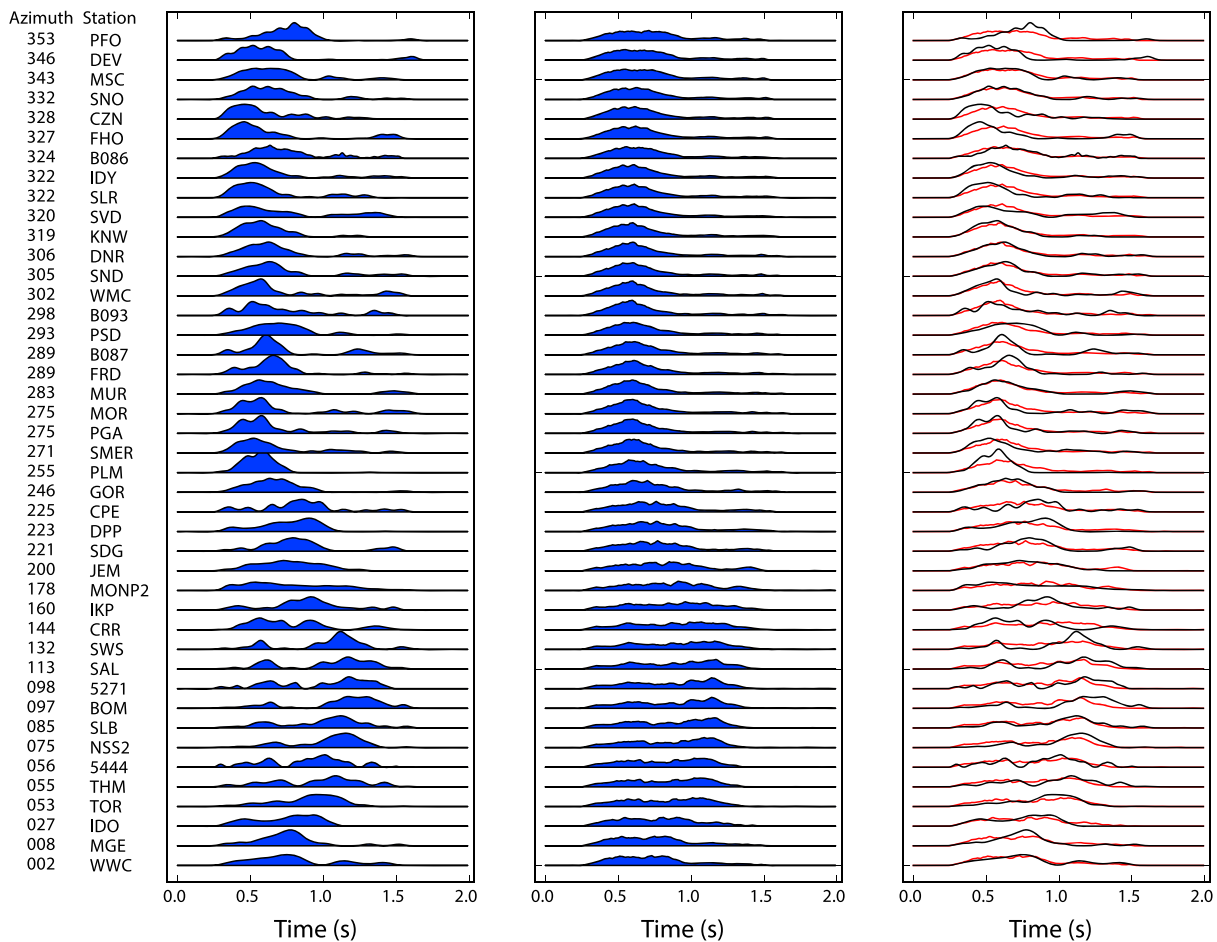 Azimuth Station
353 PFO
346 DEV
343 MSC
332 SNO
328 CZN
327 FHO
324 B086
322 IDY
322 SLR
320 SVD
319 KNW
306 DNR
305 SND
302 WMC
298 B093
293 PSD
289 B087
289 FRD
283 MUR
275 MOR
275 PGA
271 SMER
255 PLM
246 GOR
225 CPE
223 DPP
221 SDG
200 JEM
178 MONP2
160 IKP
144 CRR
132 SWS
113 SAL
098 5271
097 BOM
085 SLB
075 NSS2
056 5444
055 THM
053 TOR
027 IDO
008 MGE
002 WWC
0.0 0.5 1.0 1.5 2.0 0.0 0.5 1.0 1.5 2.0 0.0 0.5 1.0 1.5 2.0
Time (s) Time (s) Time (s)